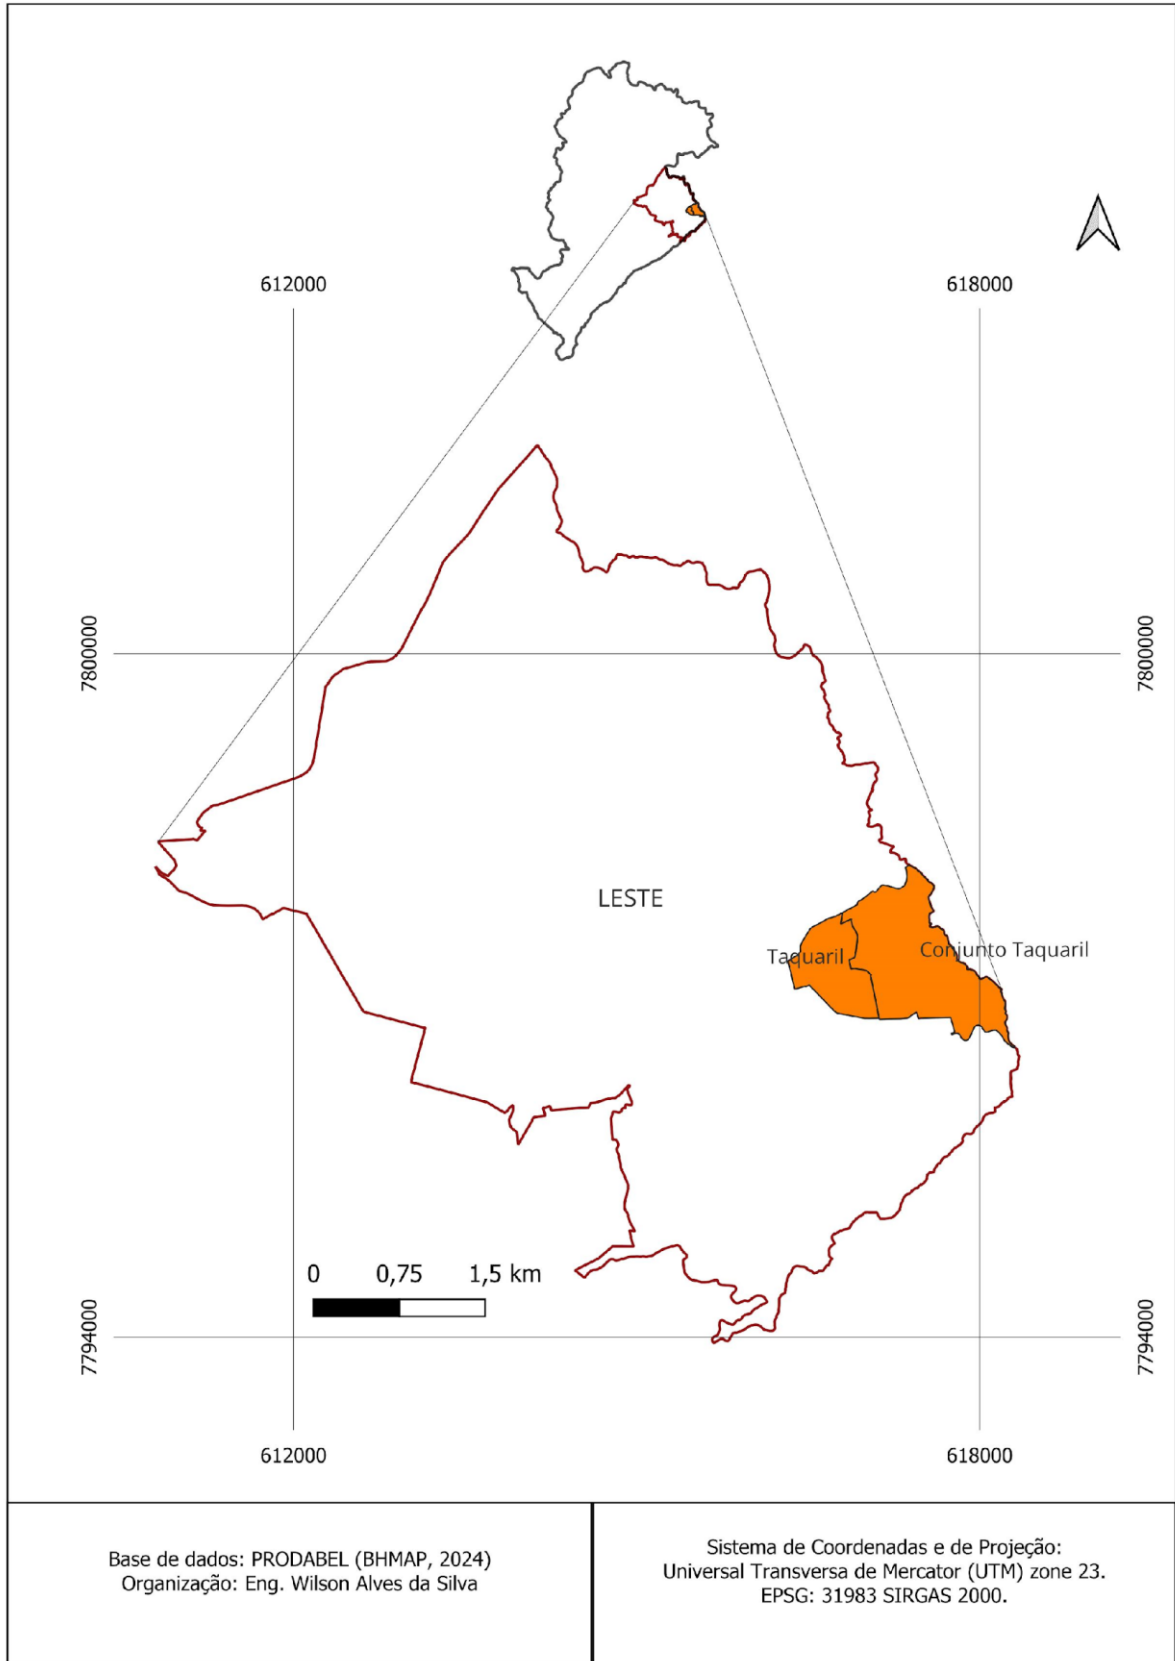 612000
618000
7800000
7800000
LESTE
Taquaril
Conjunto Taquaril
0 0,75 1,5 km
7794000
7794000
612000
618000
Base de dados: PRODABEL (BHMAP, 2024)
Organização: Eng. Wilson Alves da Silva
Sistema de Coordenadas e de Projeção:
Universal Transversa de Mercator (UTM) zone 23.
EPSG: 31983 SIRGAS 2000.